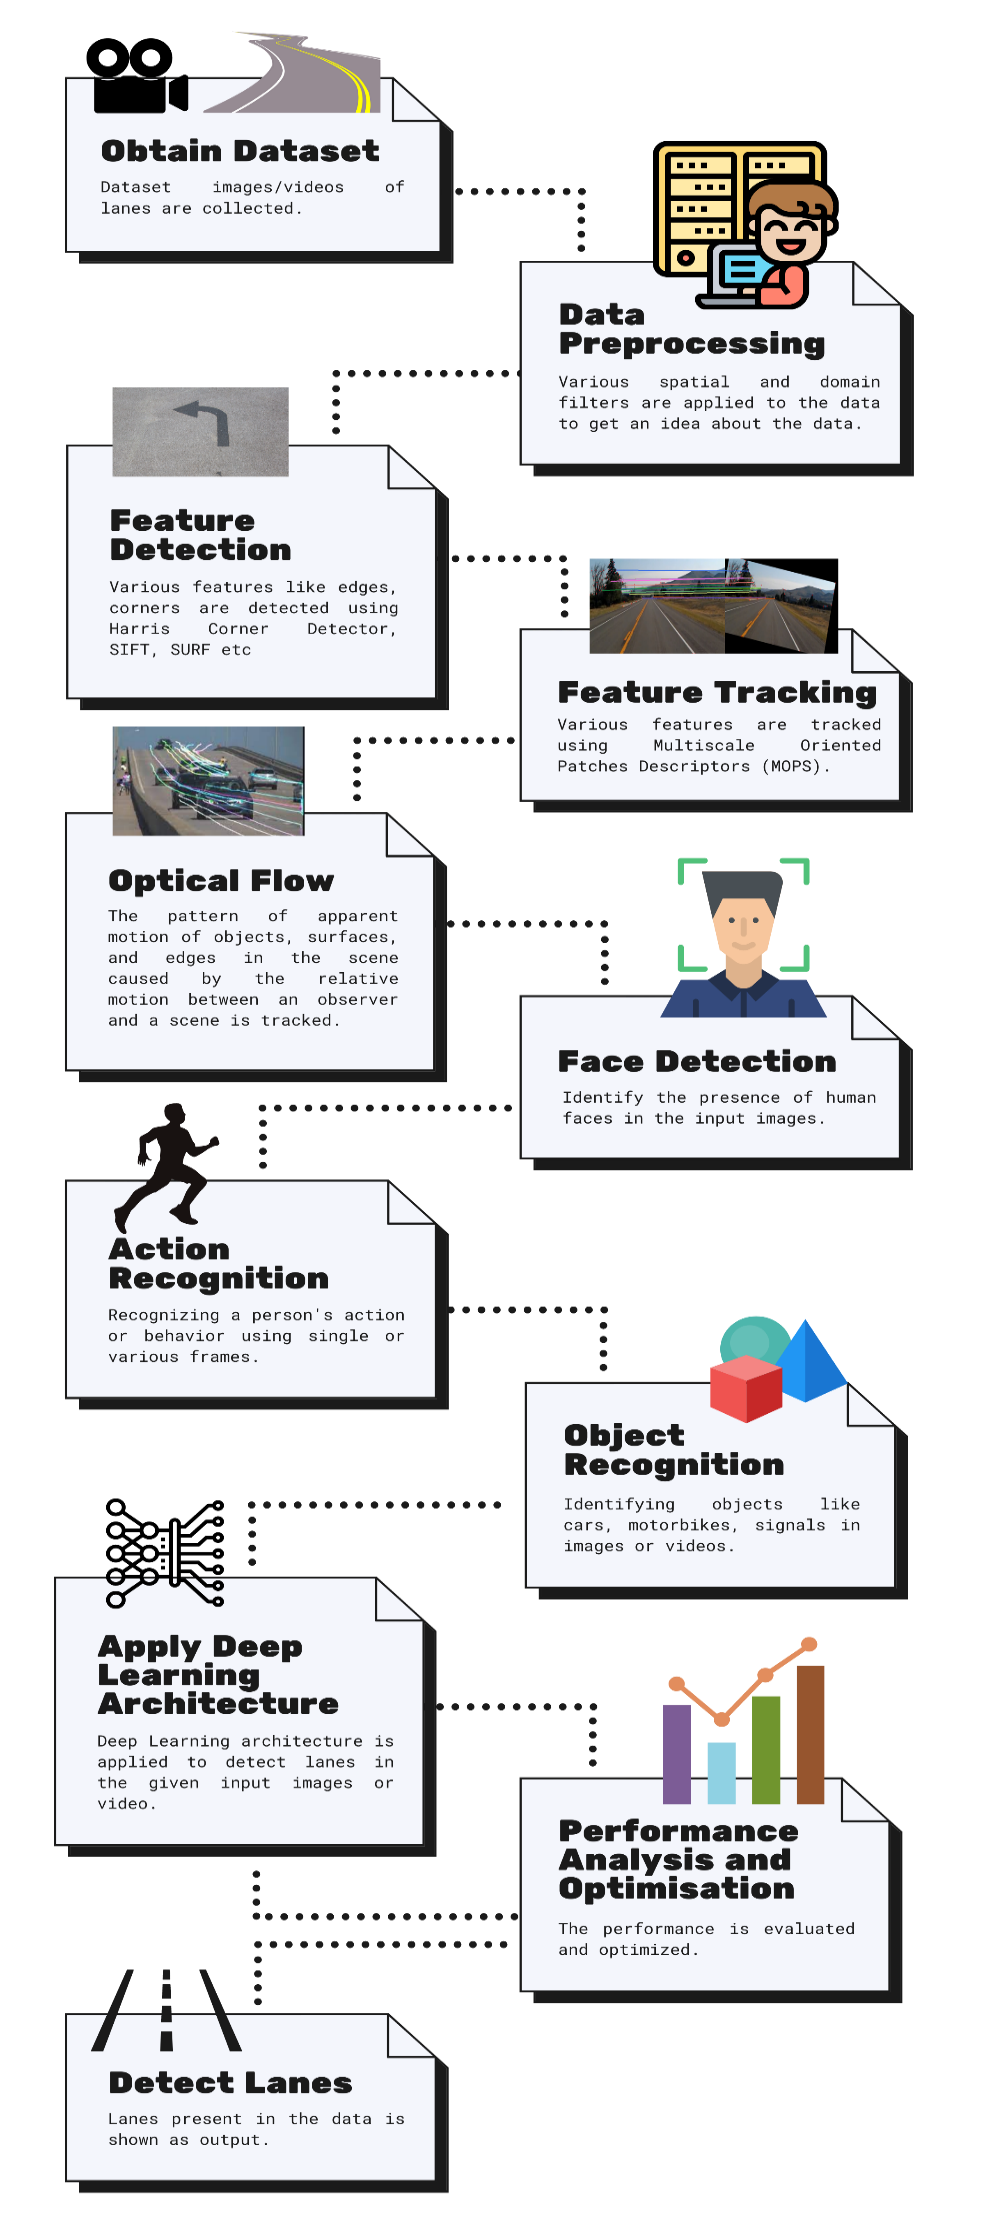 Obtain Dataset
Dataset images/videos of
lanes are collected.
Data
Preprocessing
Various spatial and domain
filters are applied to the data
to get an idea about the data.
Feature
Detection
Various features like edges,
corners are detected using
Harris Corner Detector,
SIFT, SURF etc
Feature Tracking
Various features are tracked
using Multiscale Oriented
Patches Descriptors (MOPS).
Optical Flow
The pattern of apparent
motion of objects, surfaces,
and edges in the scene
caused by the relative
motion between an observer
and a scene is tracked.
Face Detection
Identify the presence of human
faces in the input images.
Action
Recognition
Recognizing a person's action
or behavior using single or
various frames.
Object
Recognition
Identifying objects like
cars, motorbikes, signals in
images or videos.
Apply Deep
Learning
Architecture
Deep Learning architecture is
applied to detect lanes in
the given input images or
video.
Performance
Analysis and
Optimisation
The performance is evaluated
and optimized.
Detect Lanes
Lanes present in the data is
shown as output.